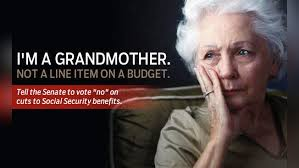 I'M A GRANDMOTHER.
NOT A LINE ITEM ON A BUDGET.
Tell the Senate to vote "no" on
cuts to Social Security benefits.